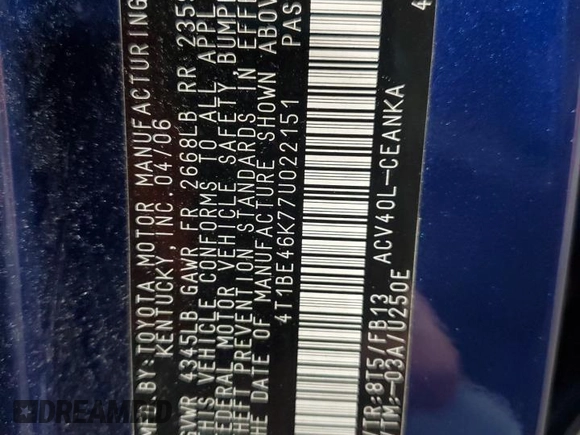 BY: TOYOTA MOTOR MANUFACTURING
KENTUCKY, INC. 04/06
GVWR 4345LB GAWR FR 2668LB RR
THIS VEHICLE CONFORMS TO ALL APPL
FEDERAL MOTOR VEHICLE SAFETY, BUMP
THEFT PREVENTION STANDARDS IN EFF
THE DATE OF MANUFACTURE SHOWN ABOV
4T1BE46K77U022151 PAS
/TR: 8T5/FB13 ACV40L-CEANKA
/TM: -03A/U250E
DREAMBID